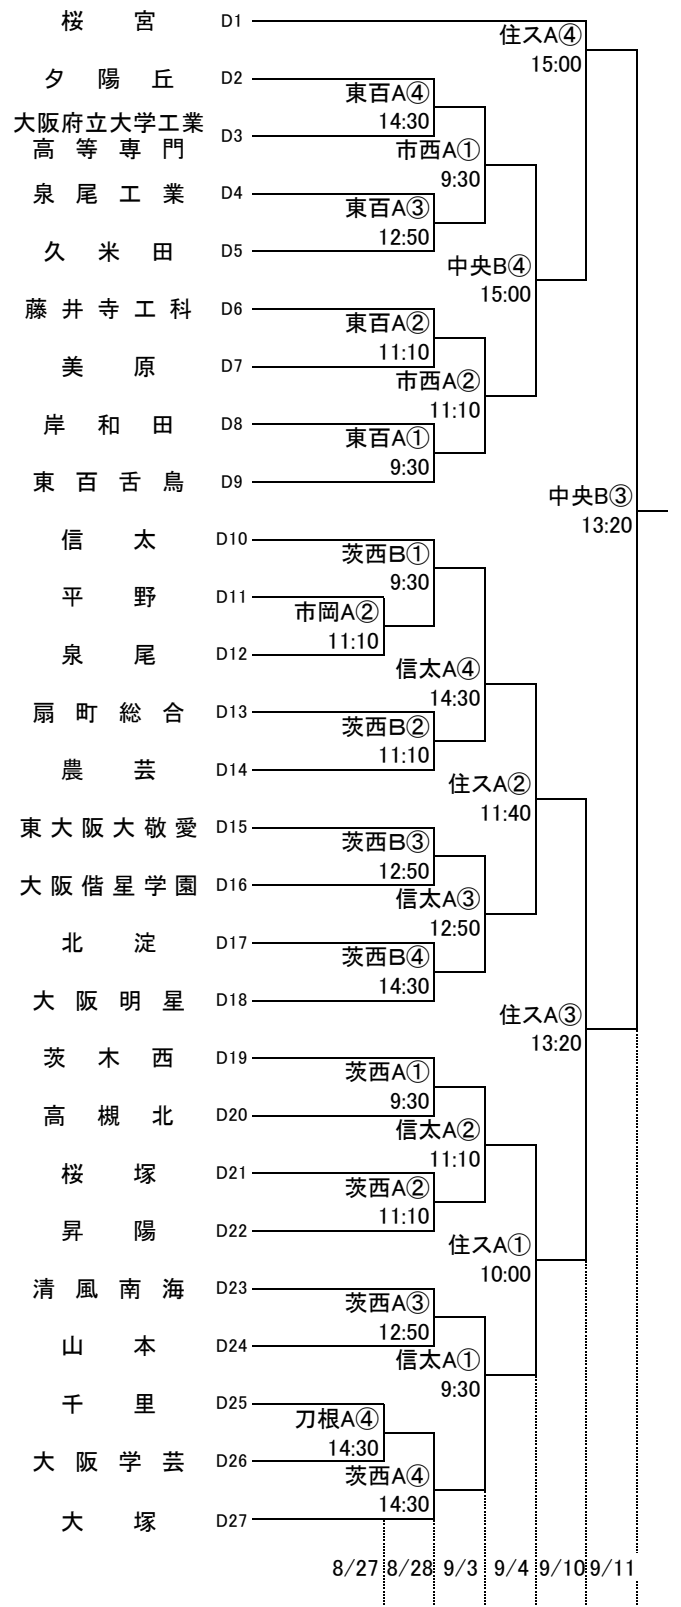 桜宮 D1
住スA④
15:00
夕陽丘 D2
東百A④
14:30
大阪府立大学工業
高等専門 D3
市西A①
9:30
泉尾工業 D4
東百A③
12:50
久米田 D5
中央B④
15:00
藤井寺工科 D6
東百A②
11:10
美原 D7
市西A②
11:10
岸和田 D8
東百A①
9:30
東百舌鳥 D9
中央B③
13:20
信太 D10
茨西B①
9:30
平野 D11
市岡A②
11:10
泉尾 D12
信太A④
14:30
扇町総合 D13
茨西B②
11:10
農芸 D14
住スA②
11:40
東大阪大敬愛 D15
茨西B③
12:50
大阪偕星学園 D16
信太A③
12:50
北淀 D17
茨西B④
14:30
大阪明星 D18
住スA③
13:20
茨木西 D19
茨西A①
9:30
高槻北 D20
信太A②
11:10
桜塚 D21
茨西A②
11:10
昇陽 D22
住スA①
10:00
清風南海 D23
茨西A③
12:50
山本 D24
信太A①
9:30
千里 D25
刀根A④
14:30
大阪学芸 D26
茨西A④
14:30
大塚 D27
8/27 8/28 9/3 9/4 9/10 9/11